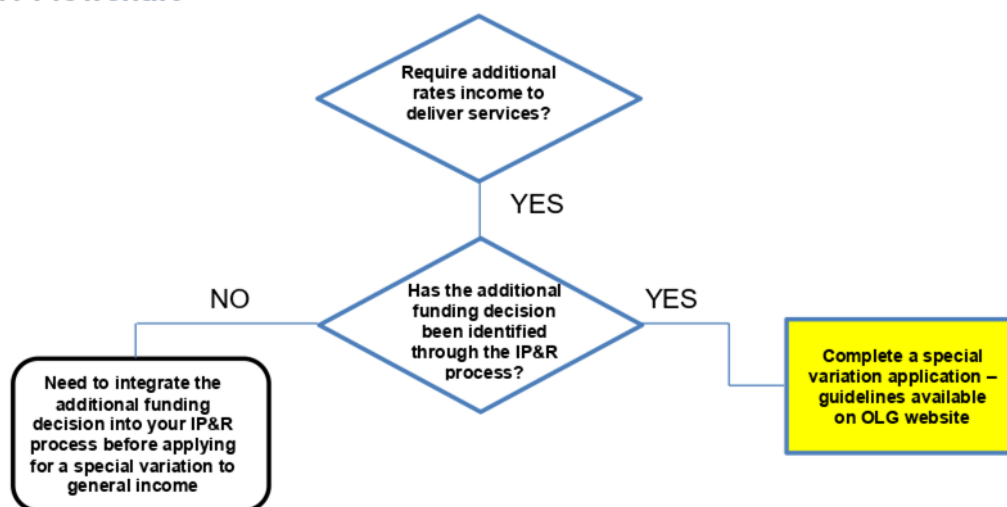 Require additional
rates income to
deliver services?
YES
NO
Has the additional
funding decision
been identified
through the IP&R
process?
YES
Need to integrate the
additional funding
decision into your IP&R
process before applying
for a special variation to
general income
Complete a special
variation application –
guidelines available
on OLG website